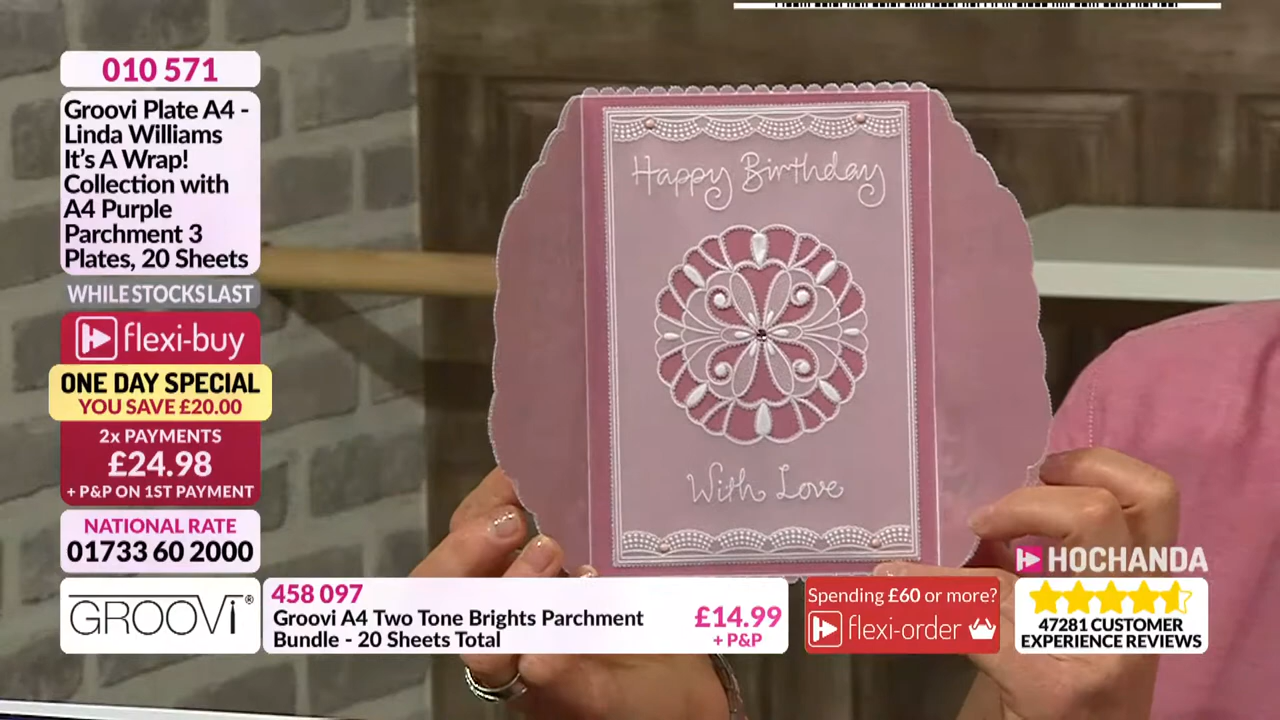 010 571
Groovi Plate A4 -
Linda Williams
It's A Wrap!
Collection with
A4 Purple
Parchment 3
Plates, 20 Sheets
WHILE STOCKS LAST
flexi-buy
ONE DAY SPECIAL
YOU SAVE £20.00
2x PAYMENTS
£24.98
+ P&P ON 1ST PAYMENT
NATIONAL RATE
01733 60 2000
Happy Birthday
With Love
HOCHANDA
GROOVi®
458 097
Groovi A4 Two Tone Brights Parchment
Bundle - 20 Sheets Total
£14.99
+ P&P
Spending £60 or more?
flexi-order
47281 CUSTOMER
EXPERIENCE REVIEWS